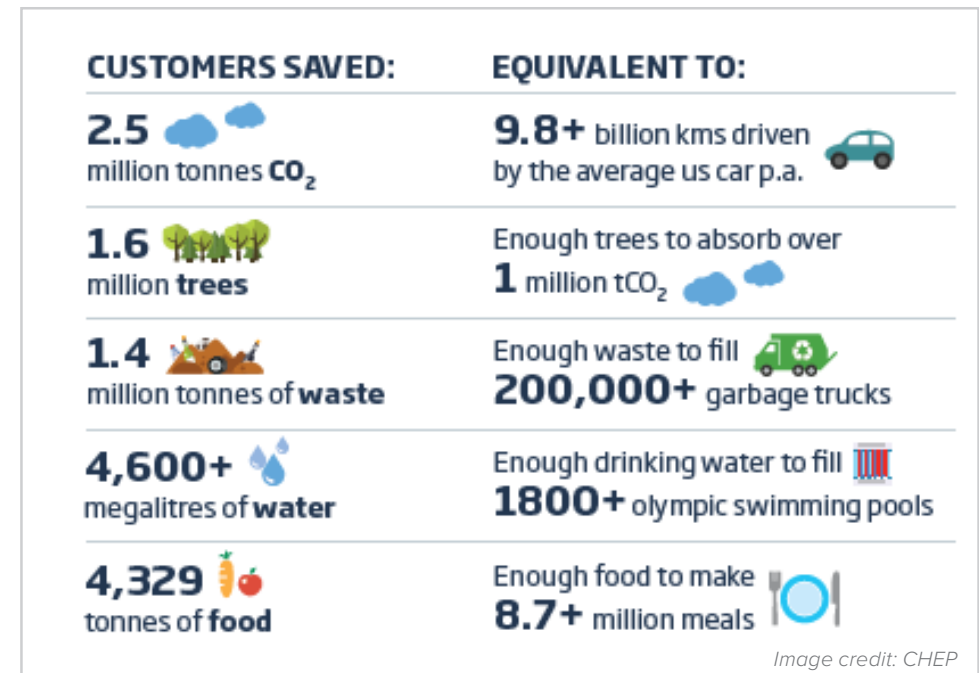 CUSTOMERS SAVED:
EQUIVALENT TO:
2.5
million tonnes CO₂
9.8+ billion kms driven
by the average us car p.a.
1.6
million trees
Enough trees to absorb over
1 million tCO₂
1.4
million tonnes of waste
Enough waste to fill
200,000+ garbage trucks
4,600+
megalitres of water
Enough drinking water to fill
1800+ olympic swimming pools
4,329
tonnes of food
Enough food to make
8.7+ million meals
Image credit: CHEP